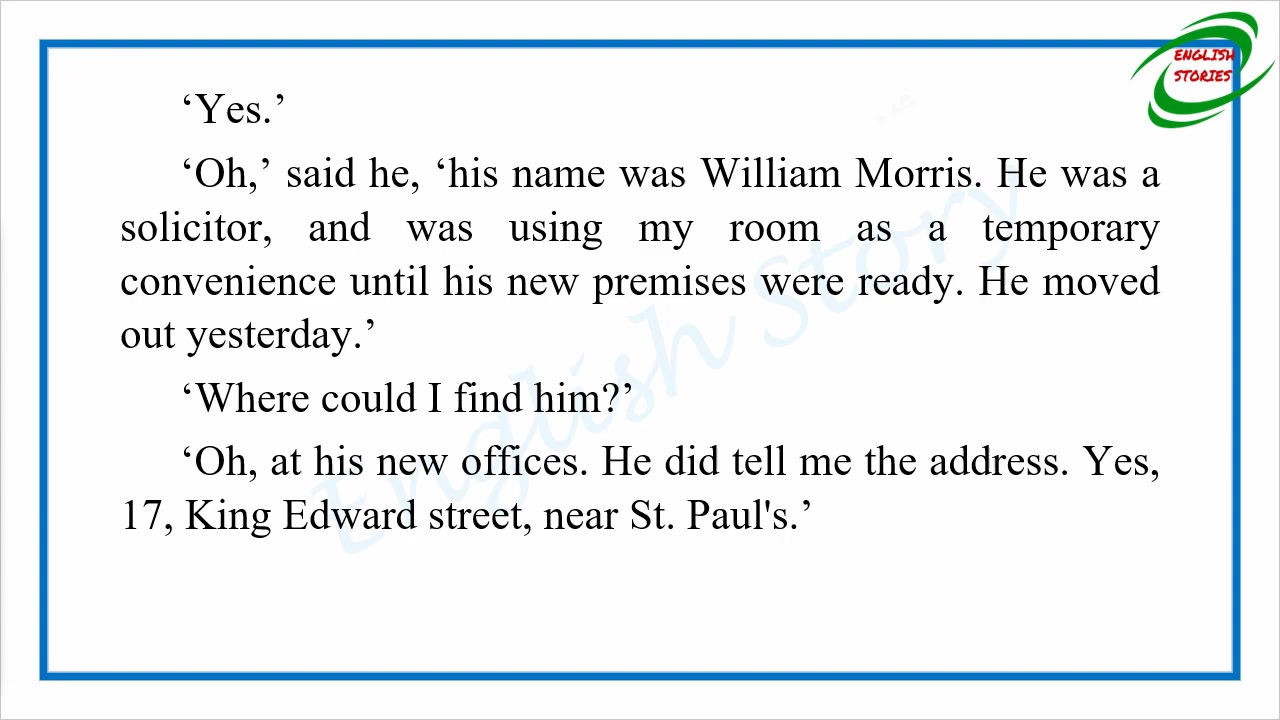 ENGLISH
STORIES
‘Yes.’
‘Oh,’ said he, ‘his name was William Morris. He was a
solicitor, and was using my room as a temporary
convenience until his new premises were ready. He moved
out yesterday.’
‘Where could I find him?’
‘Oh, at his new offices. He did tell me the address. Yes,
17, King Edward street, near St. Paul's.’
English Story